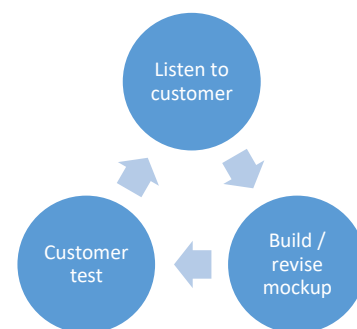 Listen to
customer
Build /
revise
mockup
Customer
test